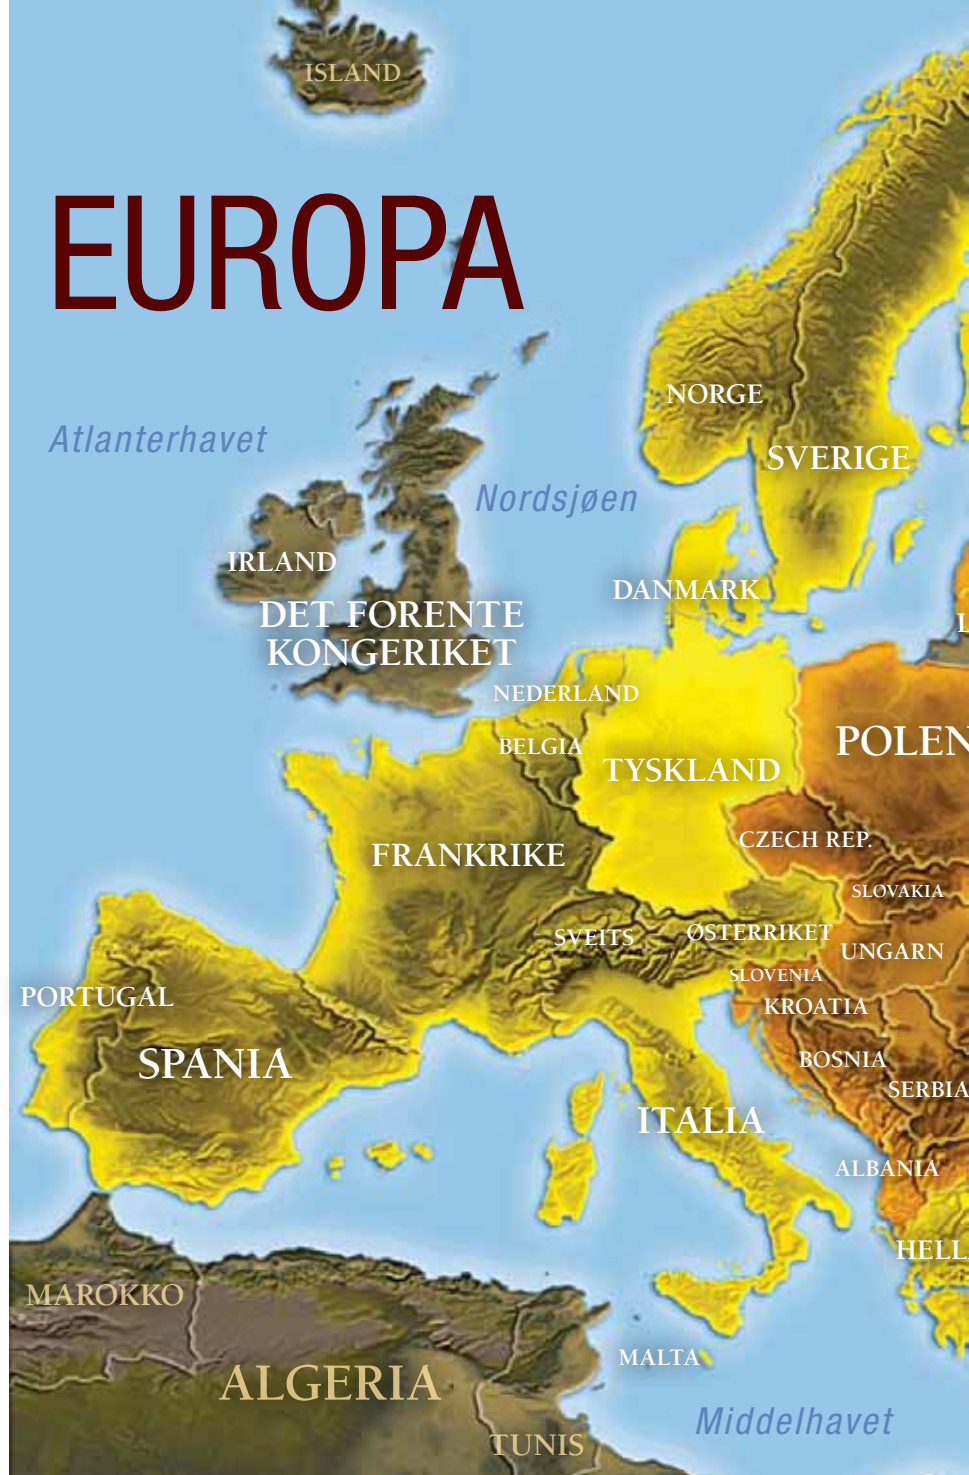 ISLAND
EUROPA
NORGE
Atlanterhavet
SVERIGE
Nordsjøen
IRLAND
DANMARK
DET FORENTE
KONGERIKET
L
NEDERLAND
BELGIA
POLEN
TYSKLAND
CZECH REP.
FRANKRIKE
SLOVAKIA
SVEITS
ØSTERRIKET
UNGARN
SLOVENIA
PORTUGAL
KROATIA
SPANIA
BOSNIA
SERBIA
ITALIA
ALBANIA
HELL
MAROKKO
MALTA
ALGERIA
Middelhavet
TUNIS